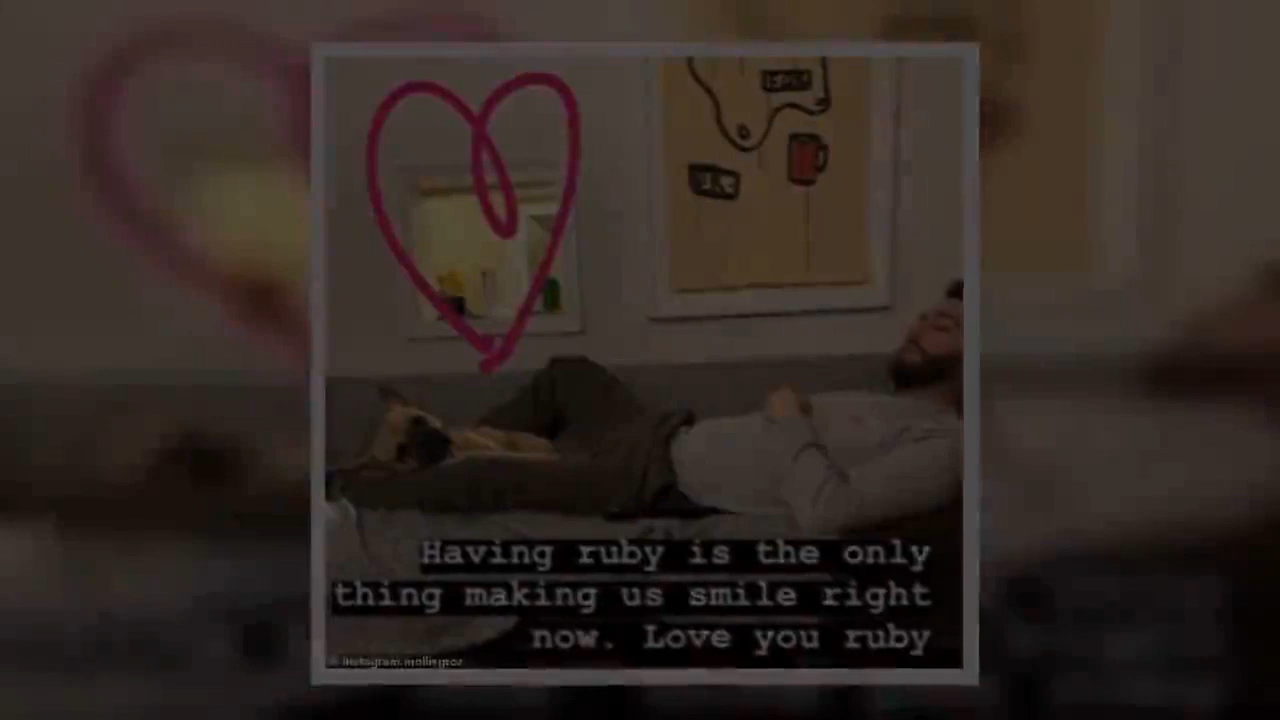 Having ruby is the only
thing making us smile right
now. Love you ruby